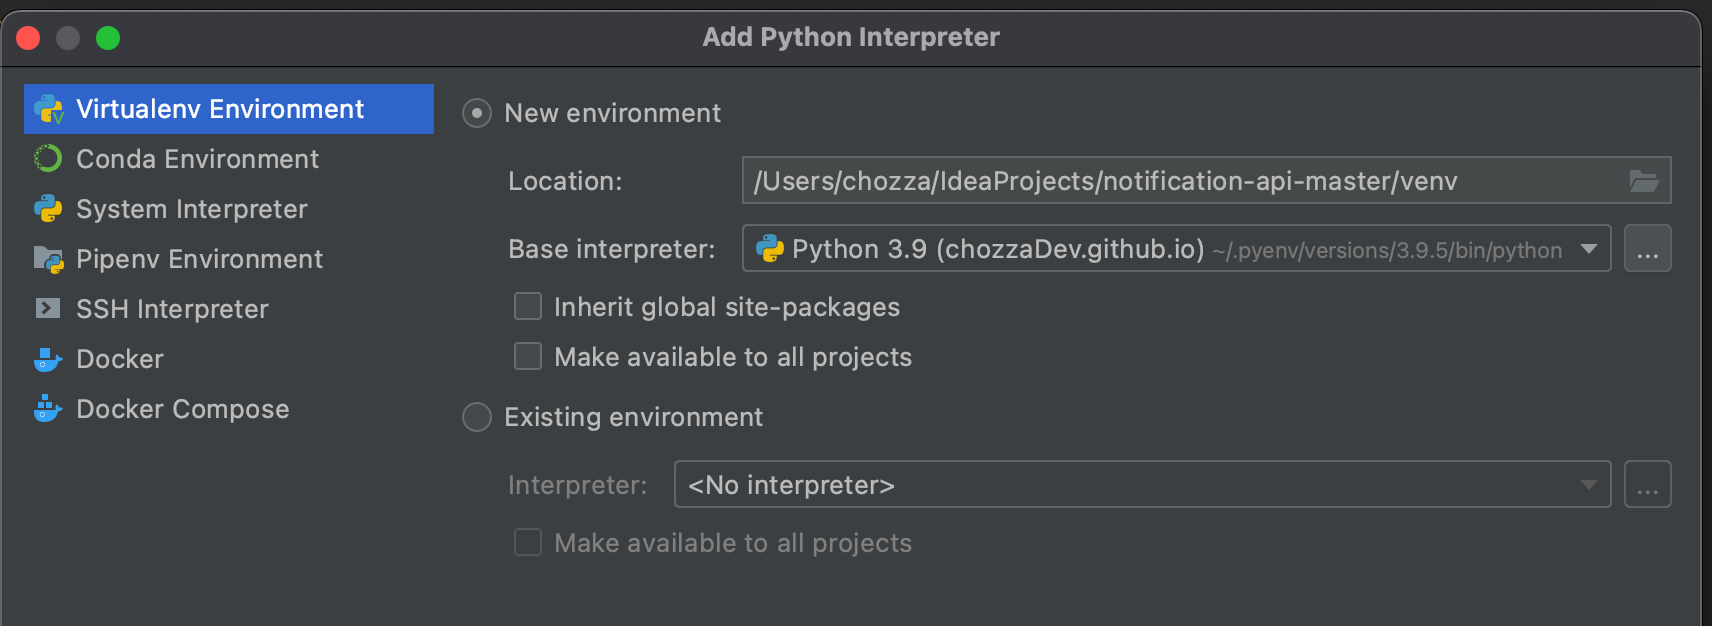 Add Python Interpreter
Virtualenv Environment
Conda Environment
System Interpreter
Pipenv Environment
SSH Interpreter
Docker
Docker Compose
New environment
Location: /Users/chozza/IdeaProjects/notification-api-master/venv
Base interpreter: Python 3.9 (chozzaDev.github.io) ~/.pyenv/versions/3.9.5/bin/python ...
Inherit global site-packages
Make available to all projects
Existing environment
Interpreter: <No interpreter> ...
Make available to all projects